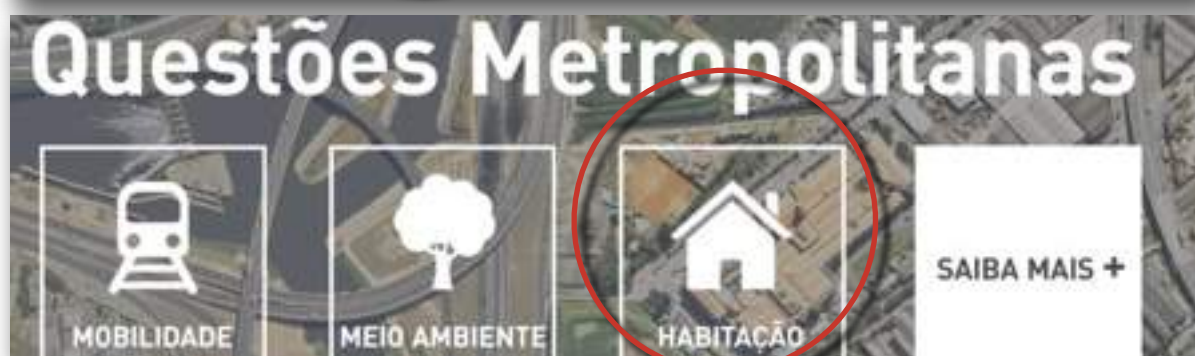 Questões Metropolitanas
MOBILIDADE
MEIO AMBIENTE
HABITAÇÃO
SAIBA MAIS +